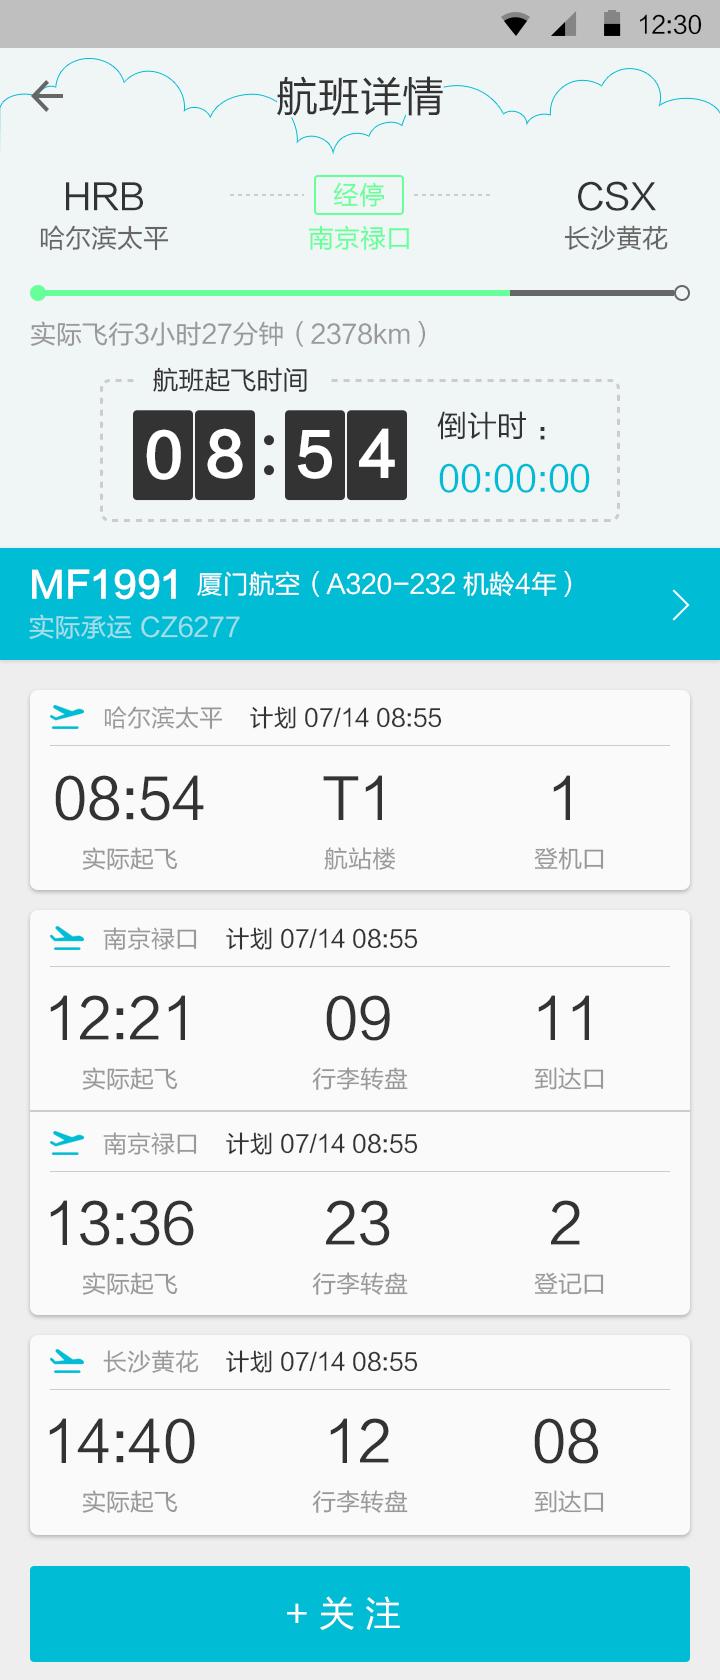 12:30
航班详情
HRB 经停 CSX
哈尔滨太平 南京禄口 长沙黄花
实际飞行3小时27分钟（2378km）
航班起飞时间
08:54 倒计时：
00:00:00
MF1991 厦门航空（A320-232 机龄4年）
实际承运 CZ6277
哈尔滨太平 计划 07/14 08:55
08:54 T1 1
实际起飞 航站楼 登机口
南京禄口 计划 07/14 08:55
12:21 09 11
实际起飞 行李转盘 到达口
南京禄口 计划 07/14 08:55
13:36 23 2
实际起飞 行李转盘 登记口
长沙黄花 计划 07/14 08:55
14:40 12 08
实际起飞 行李转盘 到达口
+ 关注